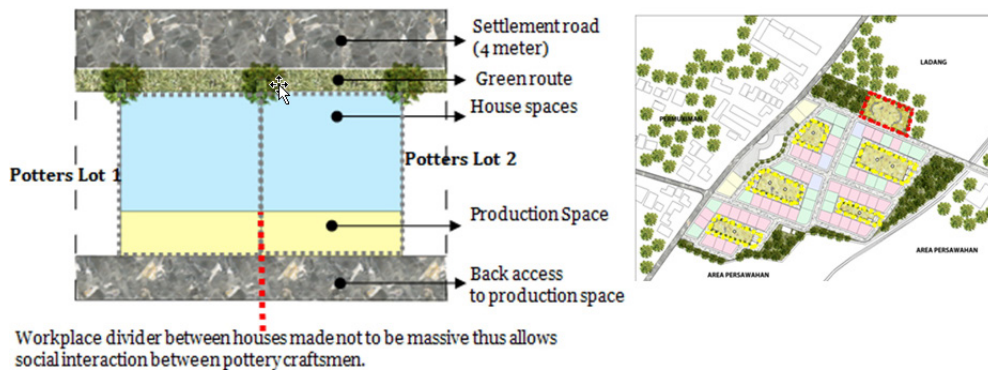 Settlement road
(4 meter)
Green route
House spaces
Potters Lot 1
Potters Lot 2
Production Space
Back access
to production space
Workplace divider between houses made not to be massive thus allows
social interaction between pottery craftsmen.
LADANG
PERMUKIMAN
AREA PERSAWAHAN
AREA PERSAWAHAN